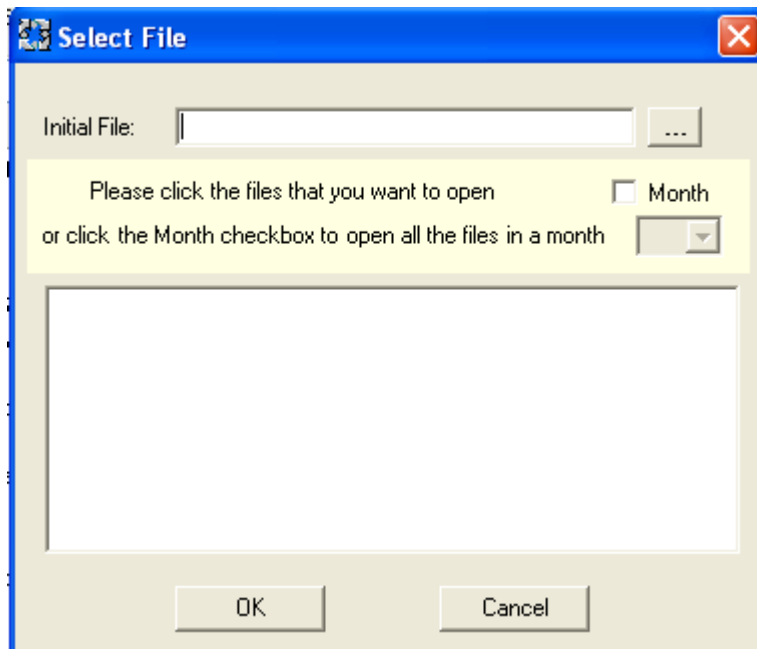 Select File
Initial File:
...
Please click the files that you want to open
Month
or click the Month checkbox to open all the files in a month
OK
Cancel